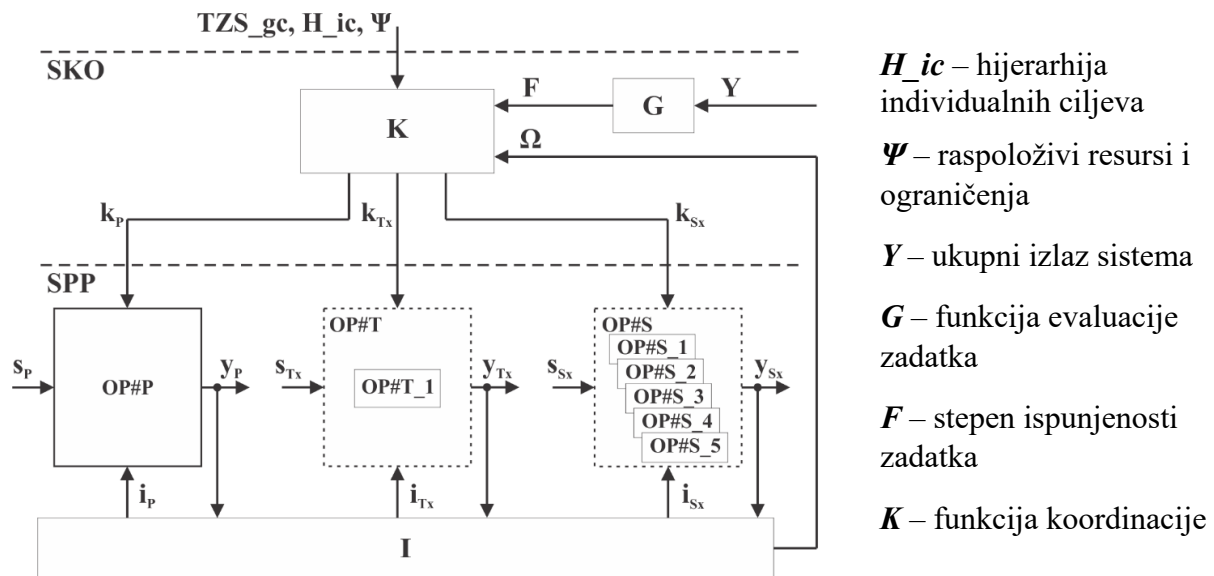 TZS_gc, H_ic, Ψ
SKO
F
G
Y
K
Ω
k_P
k_Tx
k_Sx
SPP
OP#T
OP#S
OP#S_1
OP#S_2
OP#S_3
OP#S_4
OP#S_5
s_P
OP#P
y_P
s_Tx
OP#T_1
y_Tx
s_Sx
y_Sx
i_P
i_Tx
i_Sx
I
H_ic – hijerarhija
individualnih ciljeva
Ψ – raspoloživi resursi i
ograničenja
Y – ukupni izlaz sistema
G – funkcija evaluacije
zadatka
F – stepen ispunjenosti
zadatka
K – funkcija koordinacije